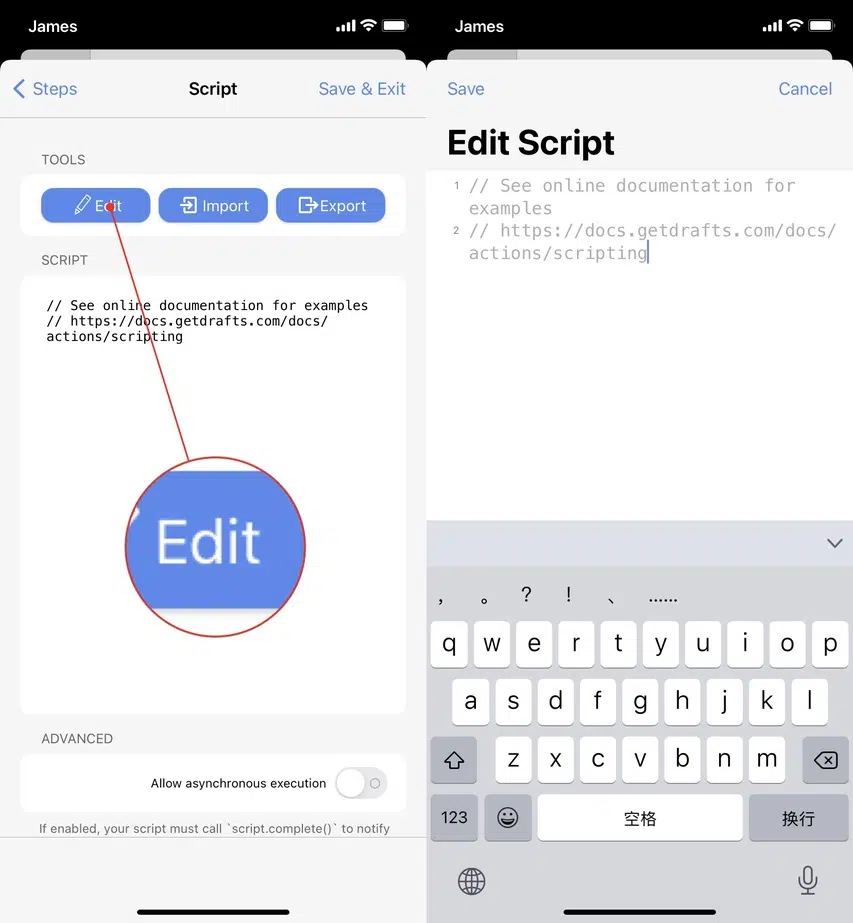 James
Steps
Script
Save & Exit
TOOLS
Edit
Import
Export
SCRIPT
// See online documentation for examples
// https://docs.getdrafts.com/docs/
actions/scripting
Edit
ADVANCED
Allow asynchronous execution
If enabled, your script must call `script.complete()` to notify
James
Save
Cancel
Edit Script
1 // See online documentation for
examples
2 // https://docs.getdrafts.com/docs/
actions/scripting
, 。 ? ! 、 ……
q w e r t y u i o p
a s d f g h j k l
z x c v b n m
123 空格 换行